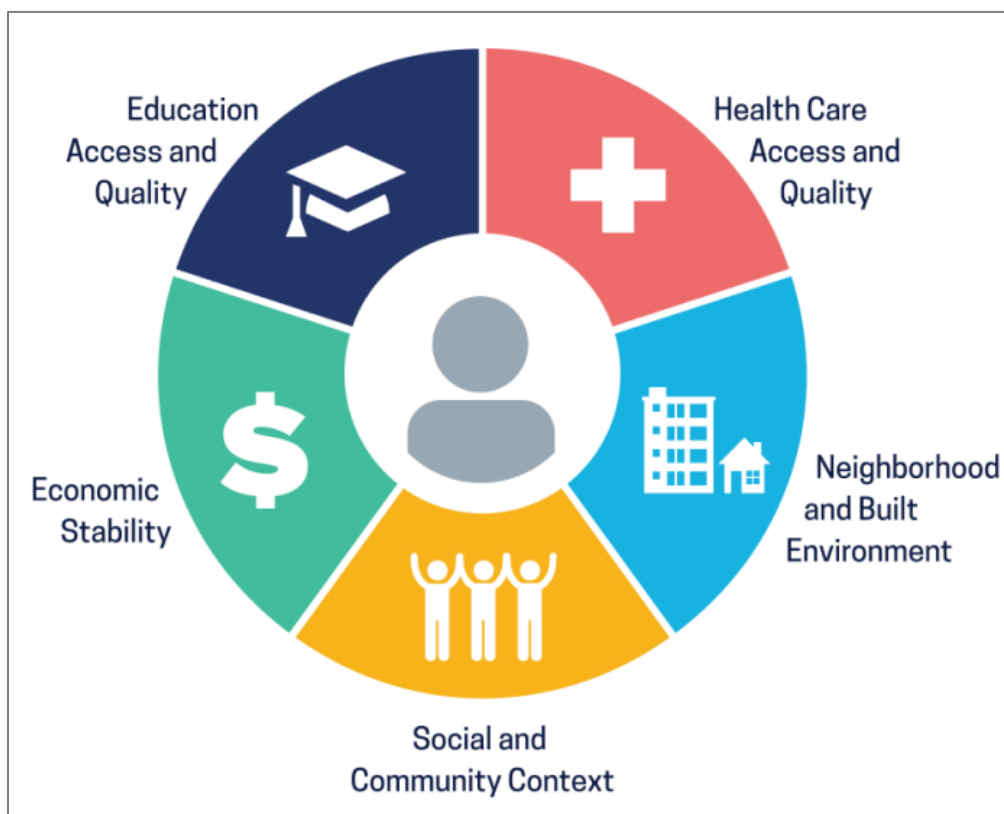 Education
Access and
Quality
Health Care
Access and
Quality
Economic
Stability
Neighborhood
and Built
Environment
Social and
Community Context